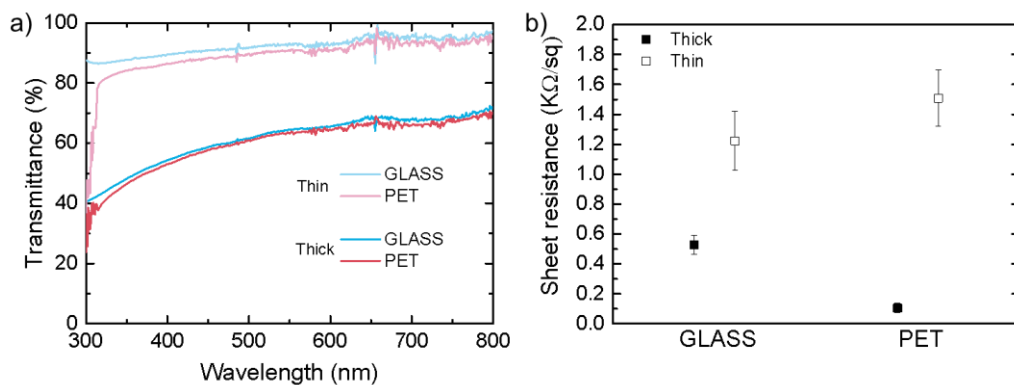 a)
Transmittance (%)
100
80
60
40
20
0
Thin
GLASS
PET
Thick
GLASS
PET
300 400 500 600 700 800
Wavelength (nm)
b)
Sheet resistance (KΩ/sq)
2.0
1.8
1.6
1.4
1.2
1.0
0.8
0.6
0.4
0.2
0.0
Thick
Thin
GLASS PET